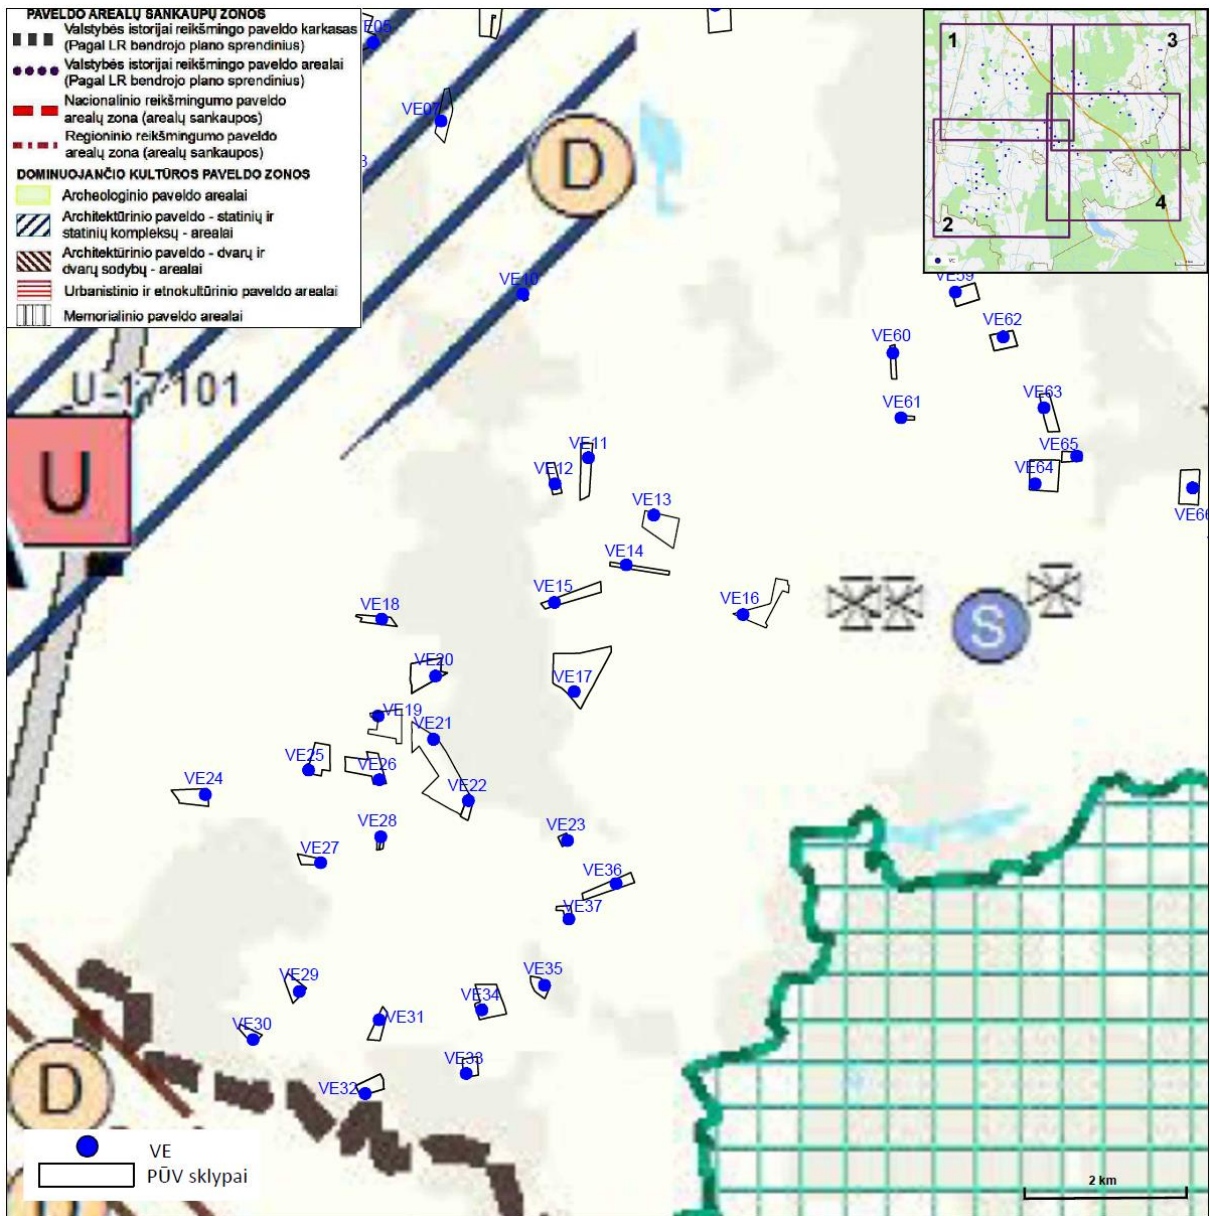 PAVELDO AREALŲ SANKAUPŲ ZONOS
Valstybės istorijai reikšmingo paveldo karkasas
(Pagal LR bendrojo plano sprendinius)
Valstybės istorijai reikšmingo paveldo arealai
(Pagal LR bendrojo plano sprendinius)
Nacionalinio reikšmingumo paveldo
arealų zona (arealų sankaupos)
Regioninio reikšmingumo paveldo
arealų zona (arealų sankaupos)
DOMINUOJANČIO KULTŪROS PAVELDO ZONOS
Archeologinio paveldo arealai
Architektūrinio paveldo - statinių ir
statinių kompleksų - arealai
Architektūrinio paveldo - dvarų ir
dvarų sodybų - arealai
Urbanistinio ir etnokultūrinio paveldo arealai
Memorialinio paveldo arealai
1
3
2
4
VE
VE07
D
VE10
VE59
VE62
VE60
U-17101
VE61
VE63
U
VE11
VE12
VE65
VE64
VE13
VE66
VE14
VE15
VE16
VE18
S
VE20
VE17
VE19
VE21
VE25
VE26
VE24
VE22
VE28
VE23
VE27
VE36
VE37
VE29
VE35
VE34
VE30
VE31
VE33
D
VE32
VE
PŪV sklypai
2 km
D